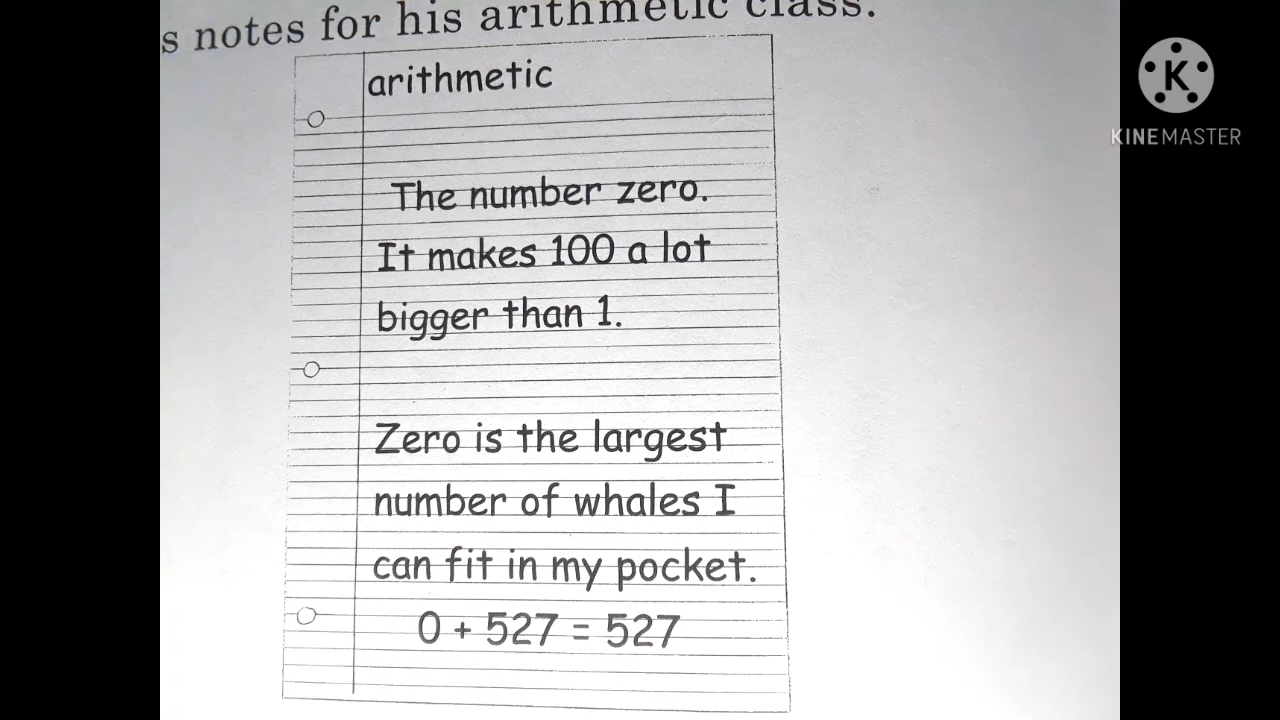 s notes for his arithmetic class.
arithmetic
The number zero.
It makes 100 a lot
bigger than 1.
Zero is the largest
number of whales I
can fit in my pocket.
0 + 527 = 527
K
KINEMASTER